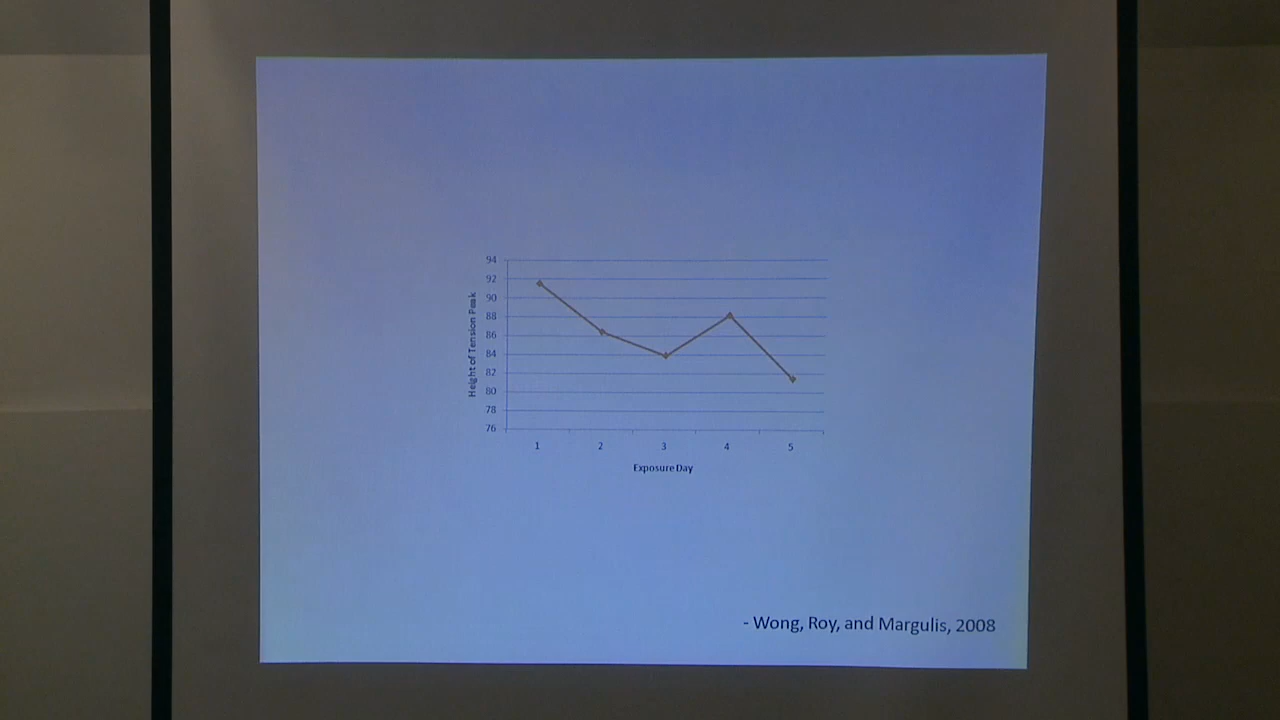 94
92
90
88
86
84
82
80
78
76
Height of Tension Peak
1 2 3 4 5
Exposure Day
- Wong, Roy, and Margulis, 2008